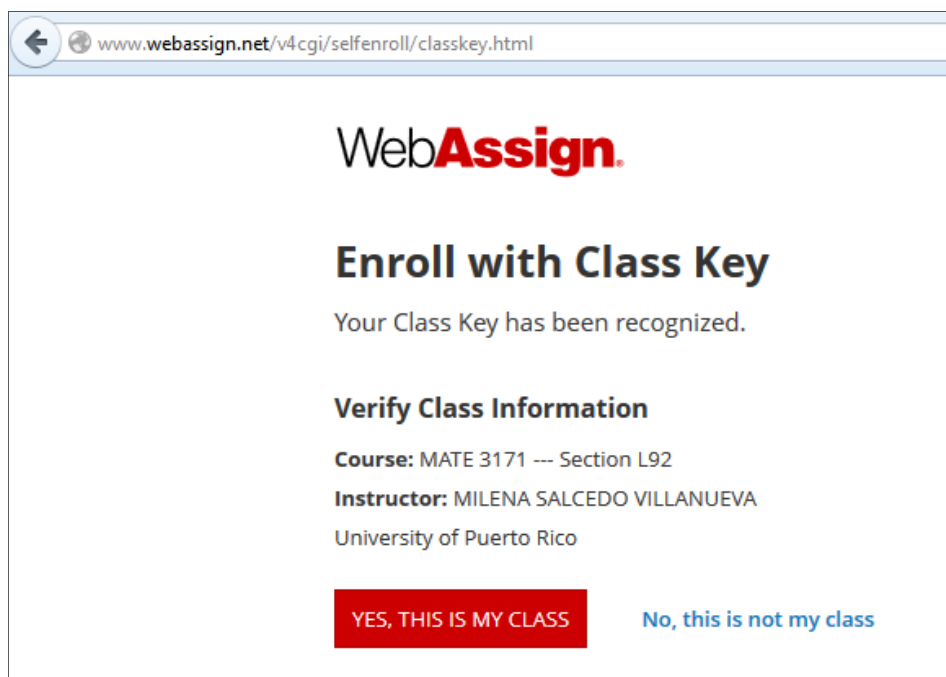 www.webassign.net/v4cgi/selfenroll/classkey.html
WebAssign.
Enroll with Class Key
Your Class Key has been recognized.
Verify Class Information
Course: MATE 3171 --- Section L92
Instructor: MILENA SALCEDO VILLANUEVA
University of Puerto Rico
YES, THIS IS MY CLASS No, this is not my class